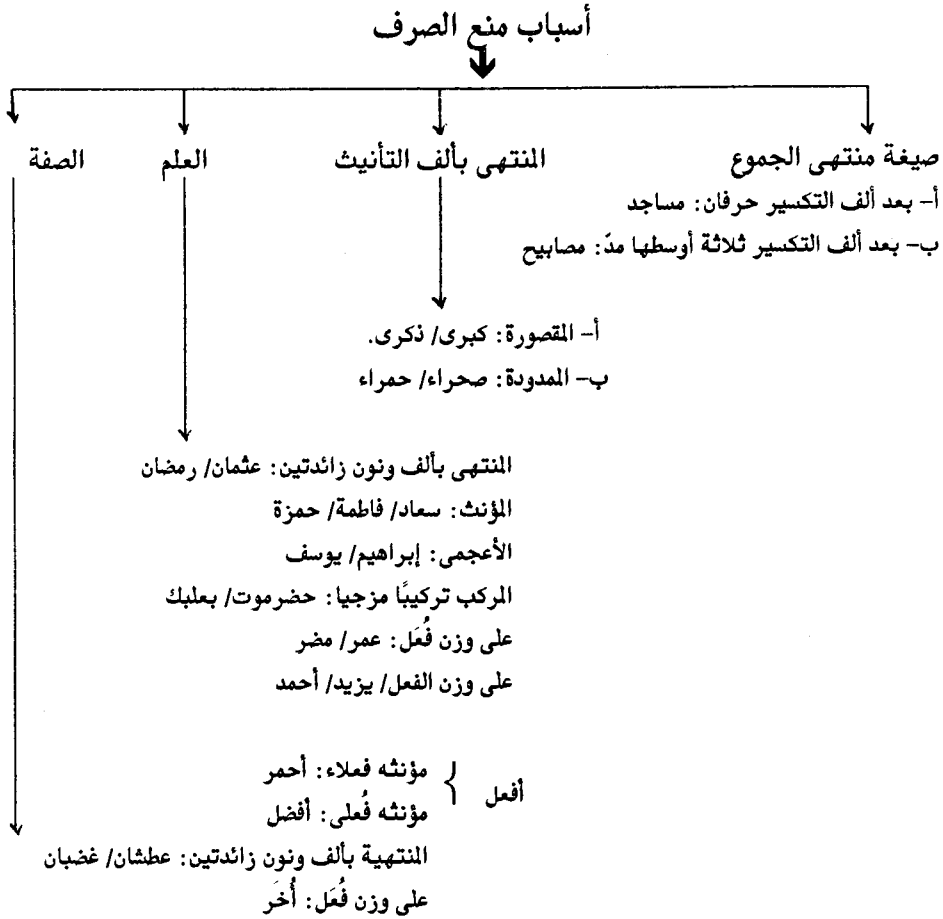 أسباب منع الصرف
صيغة منتهى الجموع
أ- بعد ألف التكسير حرفان: مساجد
ب- بعد ألف التكسير ثلاثة أوسطها مدّ: مصابيح
المنتهى بألف التأنيث
أ- المقصورة: كبرى/ ذكرى.
ب- الممدودة: صحراء/ حمراء
العلم
المنتهى بألف ونون زائدتين: عثمان/ رمضان
المؤنث: سعاد/ فاطمة/ حمزة
الأعجمى: إبراهيم/ يوسف
المركب تركيبًا مزجيا: حضرموت/ بعلبك
على وزن فُعَل: عمر/ مضر
على وزن الفعل/ يزيد/ أحمد
الصفة
أفعل { مؤنثه فعلاء: أحمر
مؤنثه فُعلى: أفضل
المنتهية بألف ونون زائدتين: عطشان/ غضبان
على وزن فُعَل: أُخَر